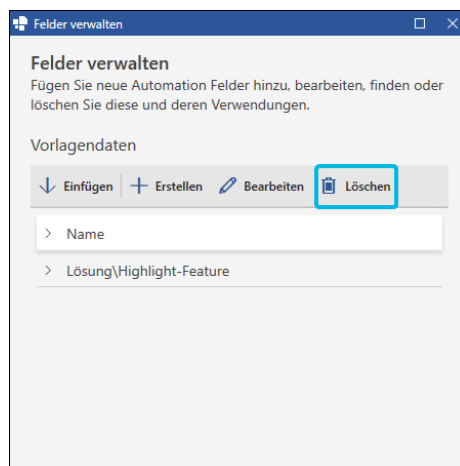 Felder verwalten
Felder verwalten
Fügen Sie neue Automation Felder hinzu, bearbeiten, finden oder
löschen Sie diese und deren Verwendungen.
Vorlagendaten
Einfügen Erstellen Bearbeiten Löschen
Name
Lösung\Highlight-Feature